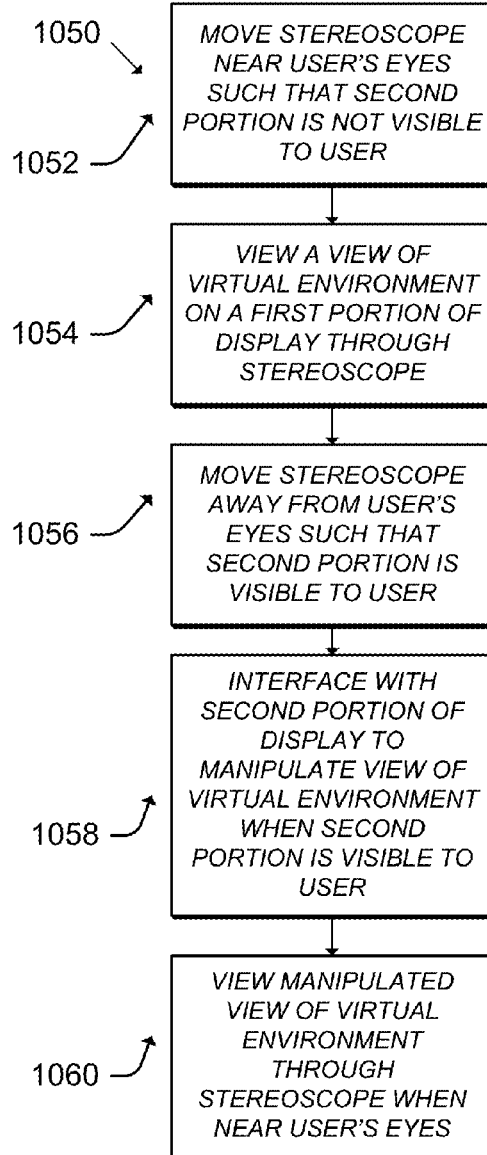 1050
MOVE STEREOSCOPE
NEAR USER'S EYES
SUCH THAT SECOND
PORTION IS NOT VISIBLE
TO USER
1052
VIEW A VIEW OF
VIRTUAL ENVIRONMENT
ON A FIRST PORTION OF
DISPLAY THROUGH
STEREOSCOPE
1054
MOVE STEREOSCOPE
AWAY FROM USER'S
EYES SUCH THAT
SECOND PORTION IS
VISIBLE TO USER
1056
INTERFACE WITH
SECOND PORTION OF
DISPLAY TO
MANIPULATE VIEW OF
VIRTUAL ENVIRONMENT
WHEN SECOND
PORTION IS VISIBLE TO
USER
1058
VIEW MANIPULATED
VIEW OF VIRTUAL
ENVIRONMENT
THROUGH
STEREOSCOPE WHEN
NEAR USER'S EYES
1060